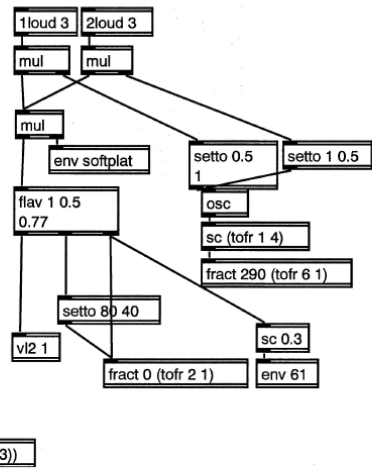 1loud 3
2loud 3
mul
mul
mul
env softplat
setto 0.5
1
setto 1 0.5
osc
flav 1 0.5
0.77
sc (tofr 1 4)
fract 290 (tofr 6 1)
setto 80 40
vl2 1
sc 0.3
fract 0 (tofr 2 1)
env 61
3))